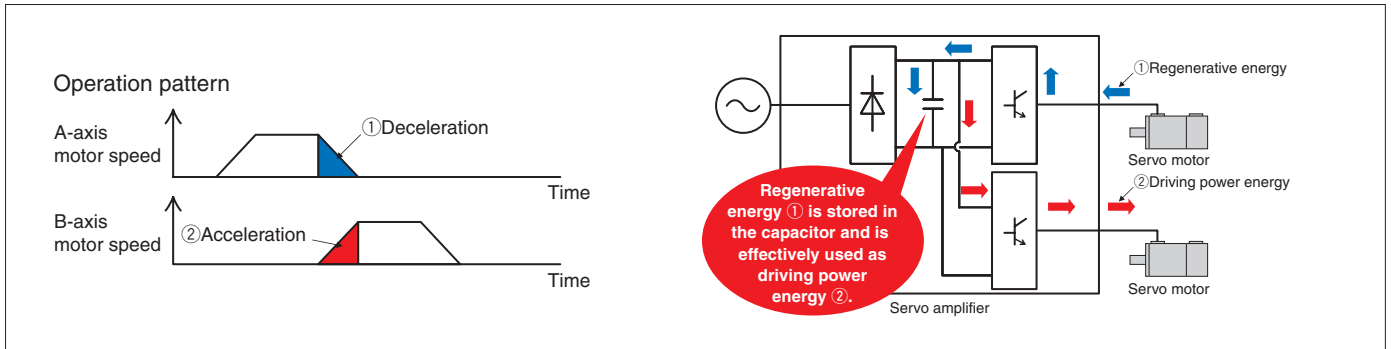 Operation pattern
A-axis
motor speed
①Deceleration
Time
B-axis
motor speed
②Acceleration
Time
①Regenerative energy
Servo motor
②Driving power energy
Servo motor
Regenerative
energy ① is stored in
the capacitor and is
effectively used as
driving power
energy ②.
Servo amplifier